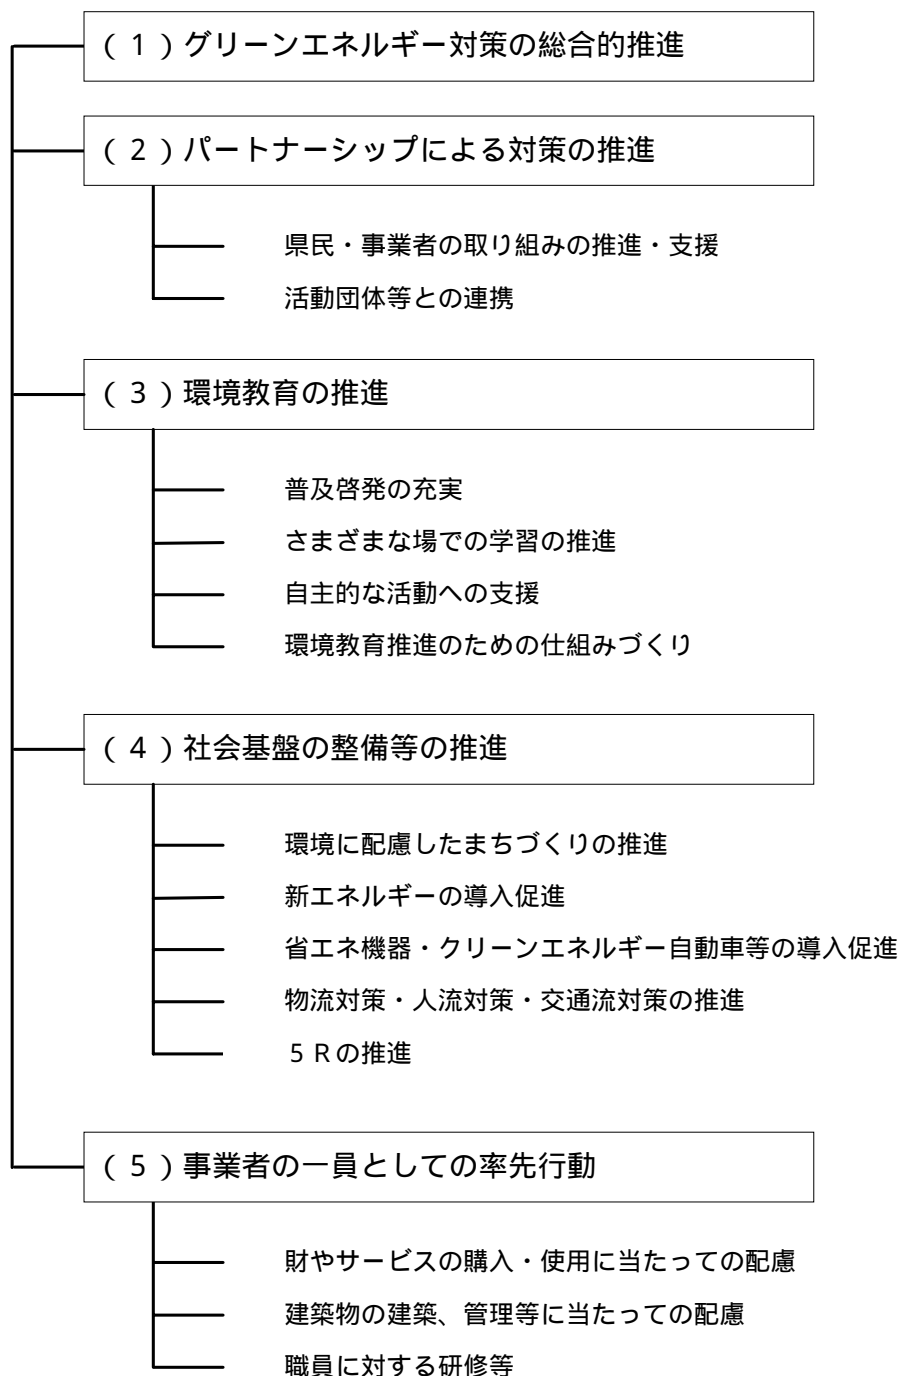 (１)グリーンエネルギー対策の総合的推進
(２)パートナーシップによる対策の推進
県民・事業者の取り組みの推進・支援
活動団体等との連携
(３)環境教育の推進
普及啓発の充実
さまざまな場での学習の推進
自主的な活動への支援
環境教育推進のための仕組みづくり
(４)社会基盤の整備等の推進
環境に配慮したまちづくりの推進
新エネルギーの導入促進
省エネ機器・クリーンエネルギー自動車等の導入促進
物流対策・人流対策・交通流対策の推進
５Ｒの推進
(５)事業者の一員としての率先行動
財やサービスの購入・使用に当たっての配慮
建築物の建築、管理等に当たっての配慮
職員に対する研修等